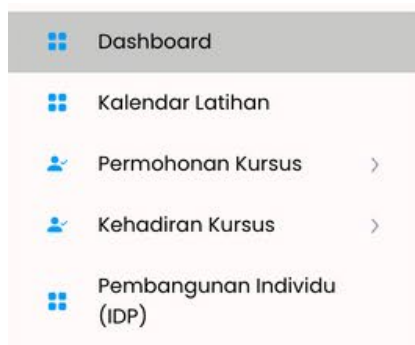 Dashboard
Kalendar Latihan
Permohonan Kursus
Kehadiran Kursus
Pembangunan Individu
(IDP)